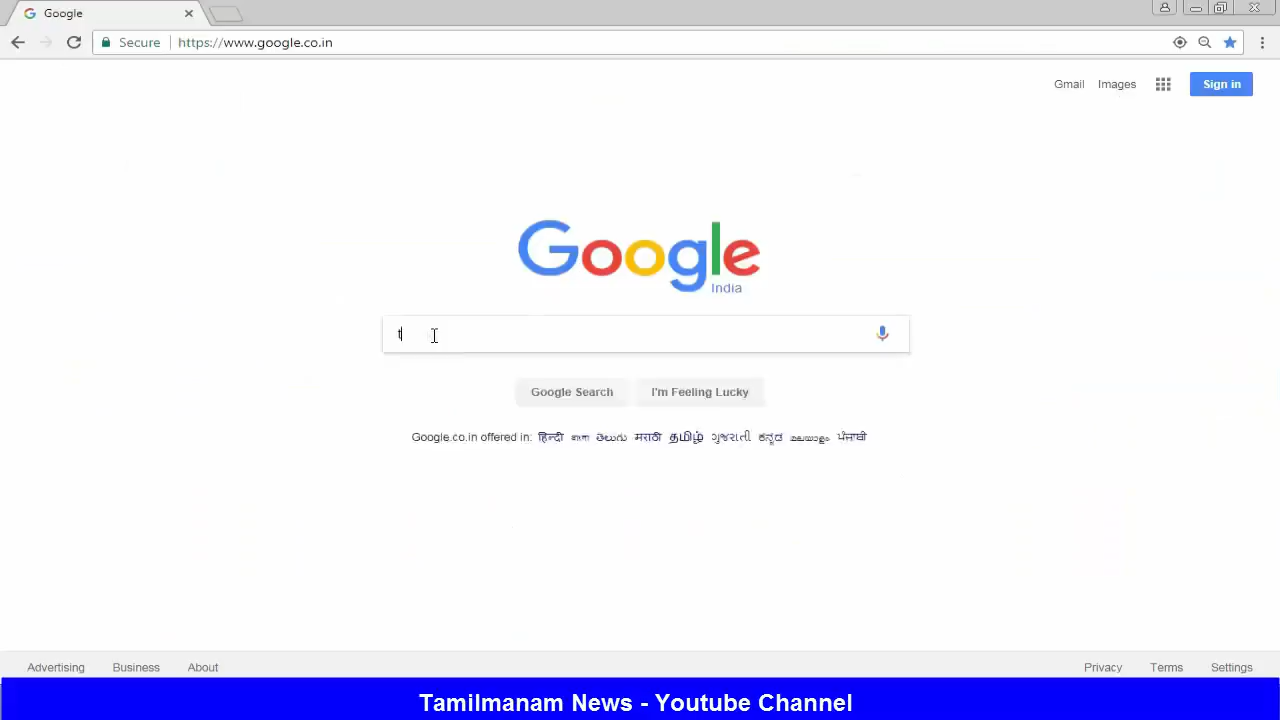 Google
Secure https://www.google.co.in
Gmail Images Sign in
Google
India
t
Google Search I'm Feeling Lucky
Google.co.in offered in: हिन्दी বাংলা తెలుగు मराठी தமிழ் ગુજરાતી ಕನ್ನಡ മലയാളം ਪੰਜਾਬੀ
Advertising Business About Privacy Terms Settings
Tamilmanam News - Youtube Channel